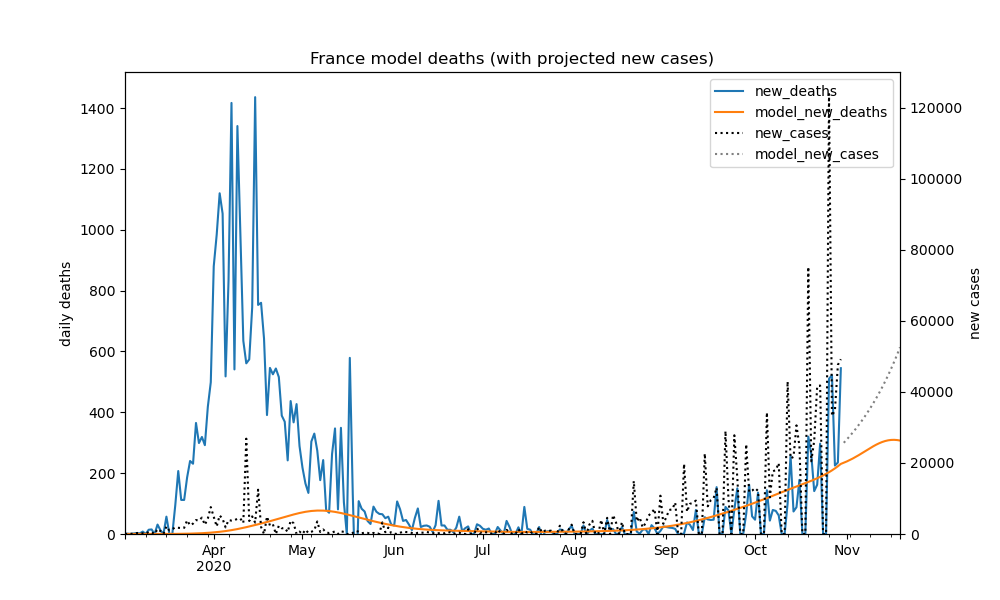 France model deaths (with projected new cases)
new_deaths
model_new_deaths
new_cases
model_new_cases
daily deaths
1400
1200
1000
800
600
400
200
0
120000
100000
80000
60000
40000
20000
0
new cases
Apr May Jun Jul Aug Sep Oct Nov
2020